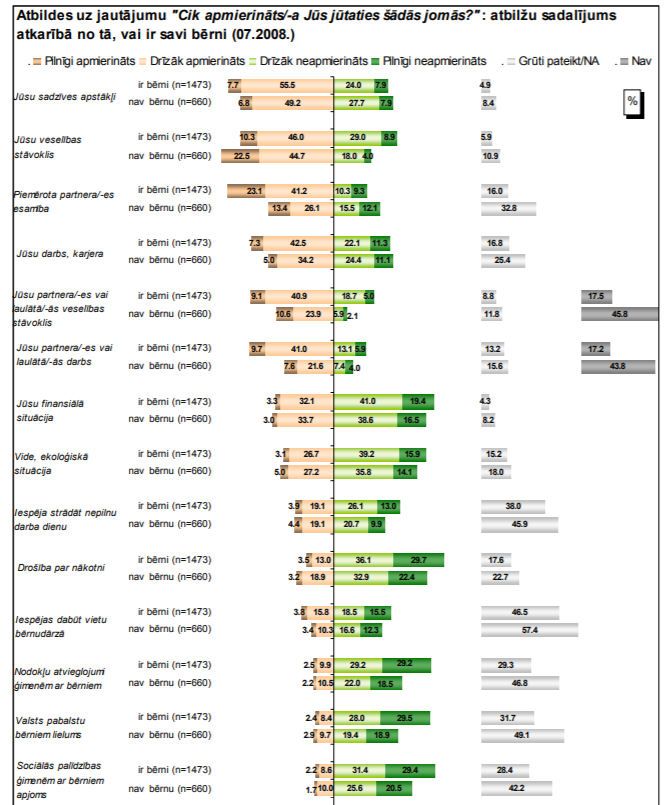 Atbildes uz jautājumu "Cik apmierināts/-a Jūs jūtaties šādās jomās?" : atbilžu sadalījums
atkarībā no tā, vai ir savi bērni (07.2008.)
. Pilnīgi apmierināts Drīzāk apmierināts Drīzāk neapmierināts Pilnīgi neapmierināts . Grūti pateikt/NA . Nav
%
Jūsu sadzīves apstākļi
ir bērni (n=1473) 7.7 55.5 24.0 7.9 4.9
nav bērnu (n=660) 6.8 49.2 27.7 7.9 8.4
Jūsu veselības
stāvoklis
ir bērni (n=1473) 10.3 46.0 29.0 8.9 5.9
nav bērnu (n=660) 22.5 44.7 18.0 4.0 10.9
Piemērota partnera/-es
esamība
ir bērni (n=1473) 23.1 41.2 10.3 9.3 16.0
nav bērnu (n=660) 13.4 26.1 15.5 12.1 32.8
Jūsu darbs, karjera
ir bērni (n=1473) 7.3 42.5 22.1 11.3 16.8
nav bērnu (n=660) 5.0 34.2 24.4 11.1 25.4
Jūsu partnera/-es vai
laulātā/-ās veselības
stāvoklis
ir bērni (n=1473) 9.1 40.9 18.7 5.0 8.8 17.5
nav bērnu (n=660) 10.6 23.9 5.9 2.1 11.8 45.8
Jūsu partnera/-es vai
laulātā/-ās darbs
ir bērni (n=1473) 9.7 41.0 13.1 5.9 13.2 17.2
nav bērnu (n=660) 7.6 21.6 7.4 4.0 15.6 43.8
Jūsu finansiālā
situācija
ir bērni (n=1473) 3.3 32.1 41.0 19.4 4.3
nav bērnu (n=660) 3.0 33.7 38.6 16.5 8.2
Vide, ekoloģiskā
situācija
ir bērni (n=1473) 3.1 26.7 39.2 15.9 15.2
nav bērnu (n=660) 5.0 27.2 35.8 14.1 18.0
Iespēja strādāt nepilnu
darba dienu
ir bērni (n=1473) 3.9 19.1 26.1 13.0 38.0
nav bērnu (n=660) 4.4 19.1 20.7 9.9 45.9
Drošība par nākotni
ir bērni (n=1473) 3.5 13.0 36.1 29.7 17.6
nav bērnu (n=660) 3.2 18.9 32.9 22.4 22.7
Iespējas dabūt vietu
bērnudārzā
ir bērni (n=1473) 3.8 15.8 18.5 15.5 46.5
nav bērnu (n=660) 3.4 10.3 16.6 12.3 57.4
Nodokļu atvieglojumi
ģimenēm ar bērniem
ir bērni (n=1473) 2.5 9.9 29.2 29.2 29.3
nav bērnu (n=660) 2.2 10.5 22.0 18.5 46.8
Valsts pabalstu
bērniem lielums
ir bērni (n=1473) 2.4 8.4 28.0 29.5 31.7
nav bērnu (n=660) 2.9 9.7 19.4 18.9 49.1
Sociālās palīdzības
ģimenēm ar bērniem
apjoms
ir bērni (n=1473) 2.2 8.6 31.4 29.4 28.4
nav bērnu (n=660) 1.7 10.0 25.6 20.5 42.2